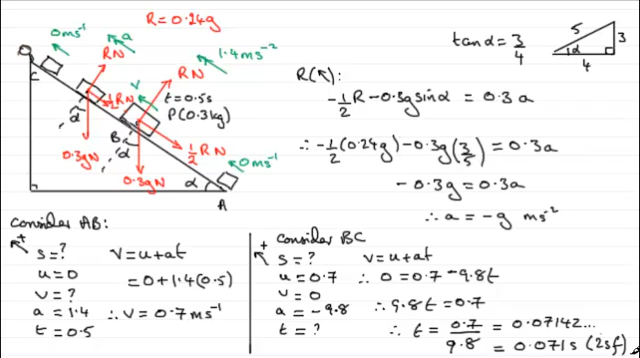 R = 0.24g
0ms⁻¹
a
RN
1.4ms⁻²
RN
C
½RN
α
V
t=0.5s
P(0.3kg)
B
α
0.3gN
½RN
0.3gN
0ms⁻¹
α
A
tanα = 3/4
5
3
α
4
R(↖):
-½R - 0.3gsinα = 0.3a
∴ -½(0.24g) - 0.3g(3/5) = 0.3a
-0.3g = 0.3a
∴ a = -g ms⁻²
Consider AB:
+
s = ? v = u+at
u = 0 = 0+1.4(0.5)
v = ?
a = 1.4 ∴ v = 0.7ms⁻¹
t = 0.5
Consider BC
+
s = ? v = u+at
u = 0.7 ∴ 0 = 0.7 - 9.8t
v = 0
a = -9.8 ∴ 9.8t = 0.7
t = ? ∴ t = 0.7/9.8 = 0.07142...
= 0.071s (2sf)